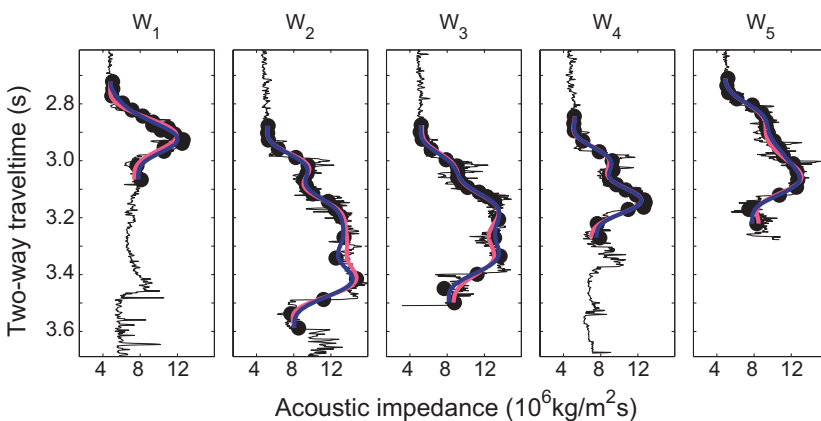 W1 W2 W3 W4 W5
Two-way traveltime (s)
2.8
3.0
3.2
3.4
3.6
4 8 12 4 8 12 4 8 12 4 8 12 4 8 12
Acoustic impedance (10⁶kg/m²s)